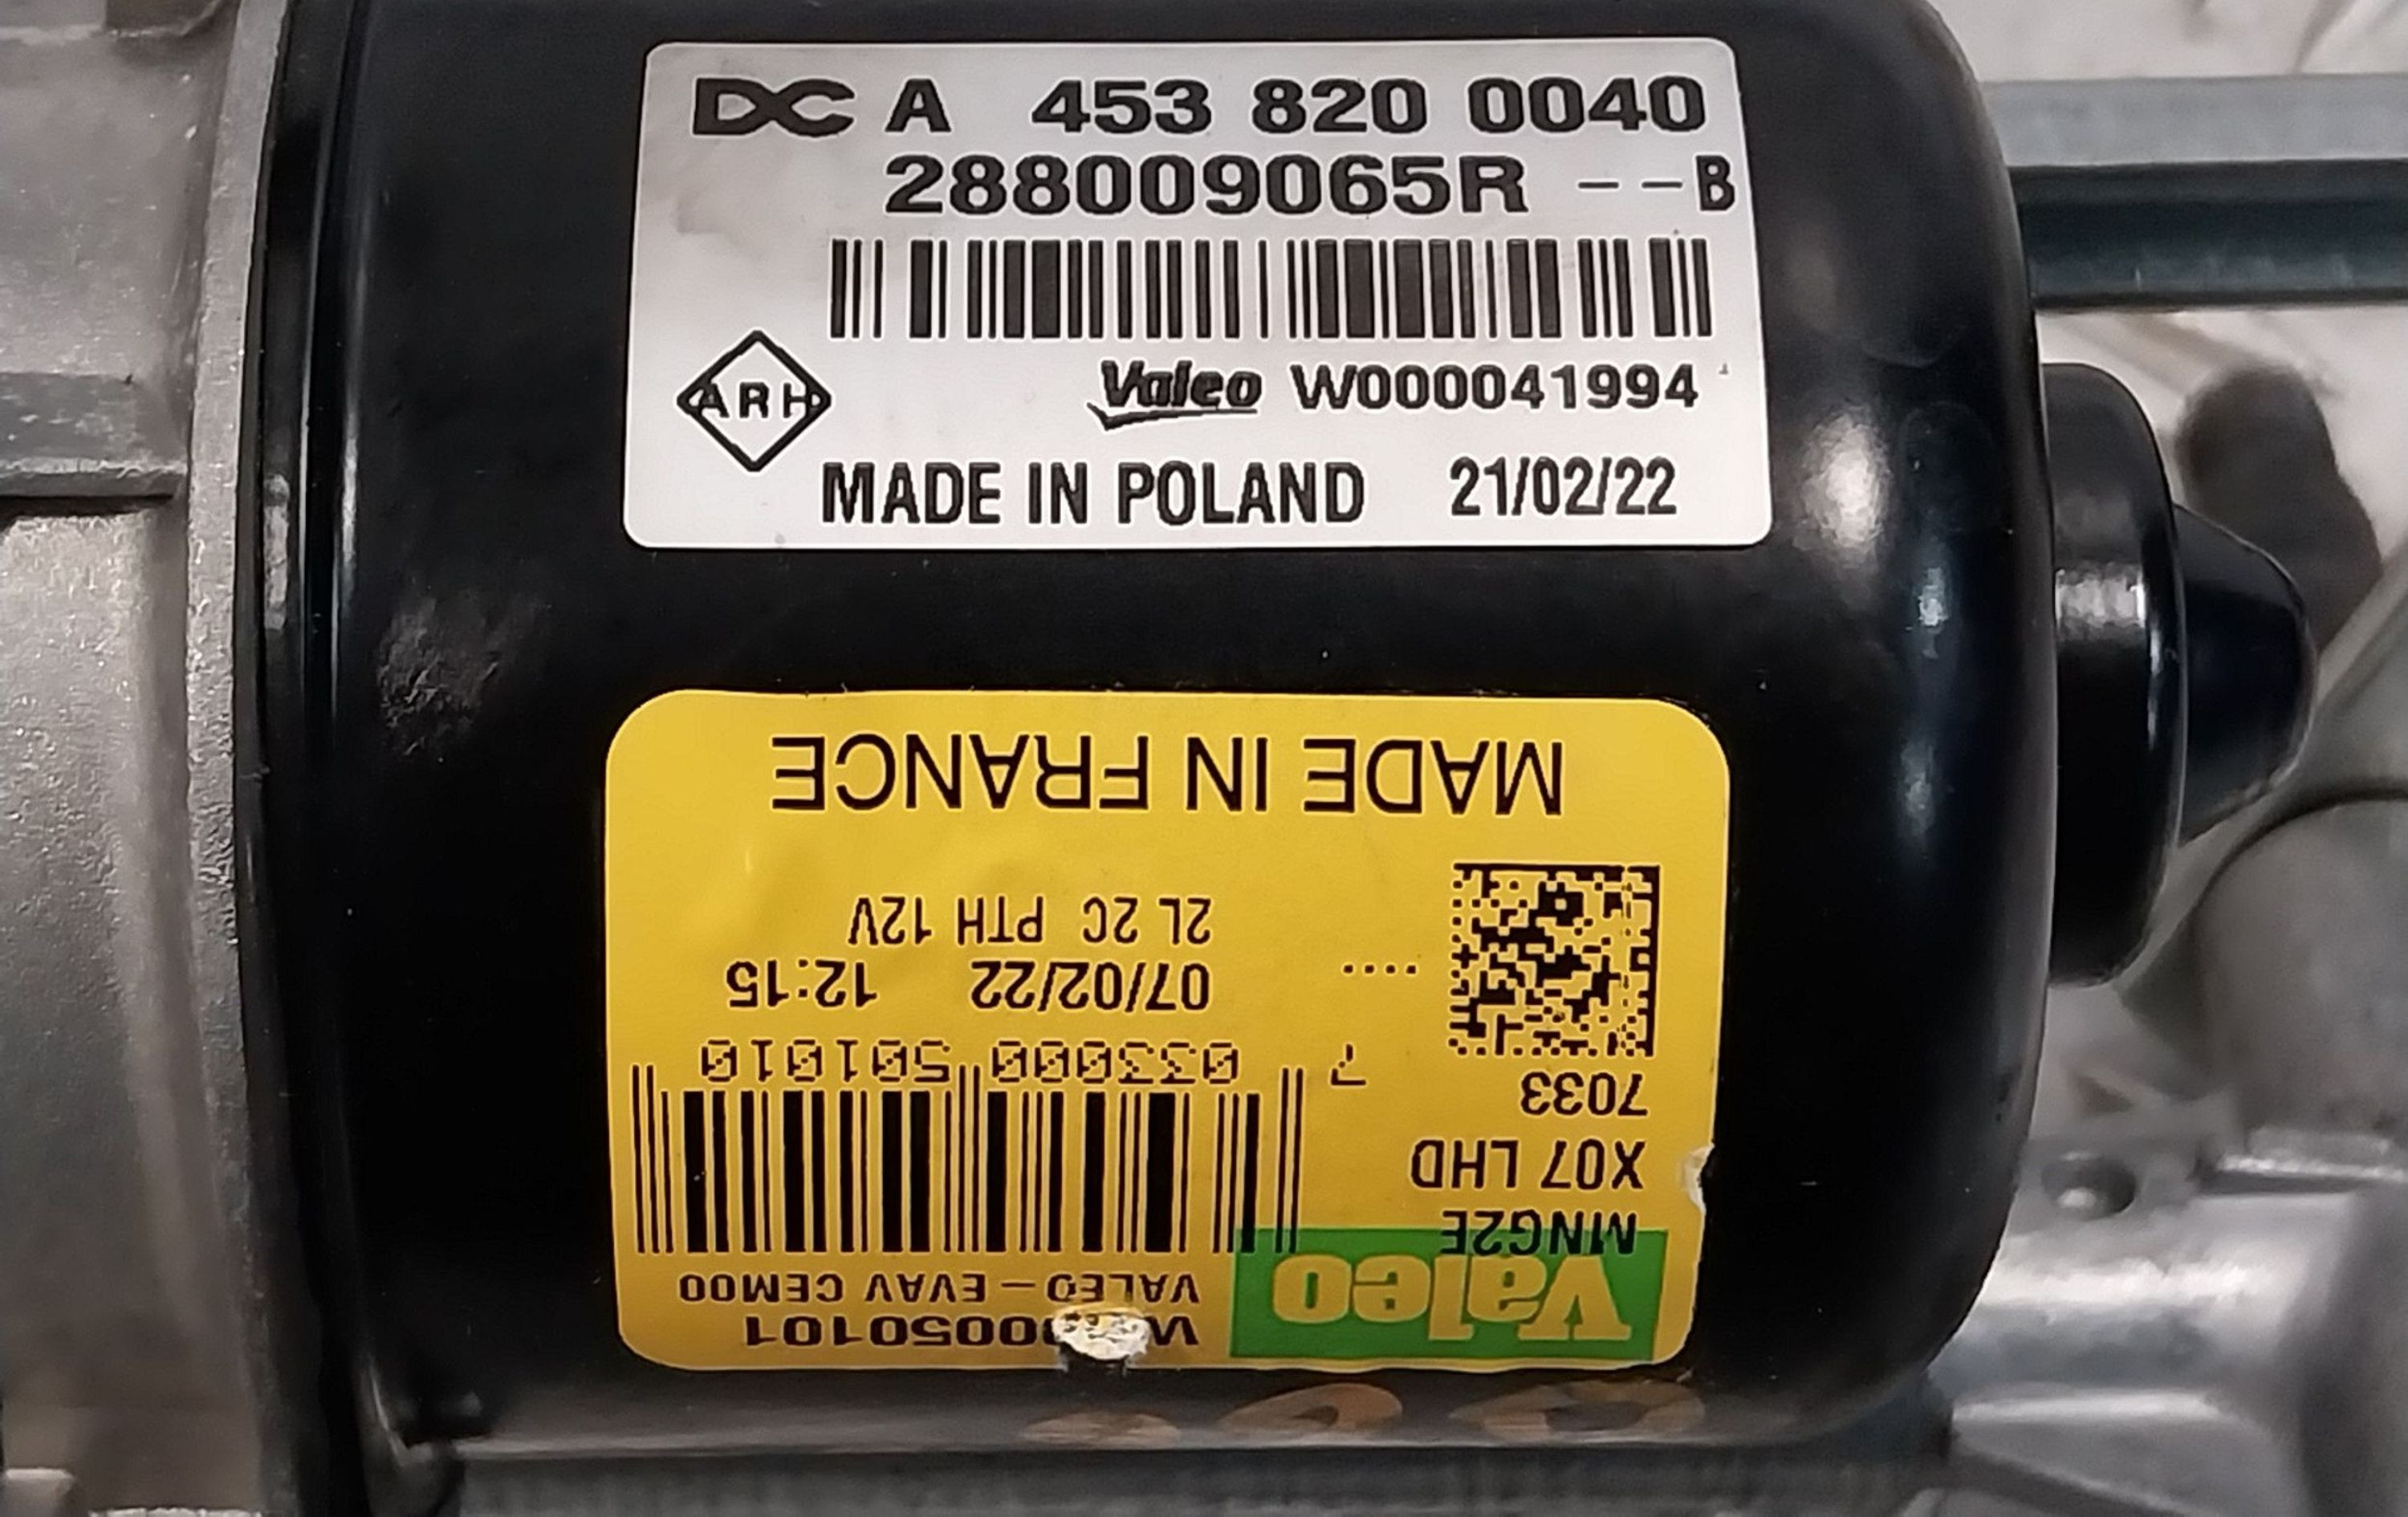 DC A 453 820 0040
288009065R --B
ARH
Valeo W000041994
MADE IN POLAND 21/02/22
Valeo
00050101
VALEO-EVAV CEM00
MNG2E
X07 LHD
7033
7 033000 501010
07/02/22 12:15
....
2L 2C PTH 12V
MADE IN FRANCE